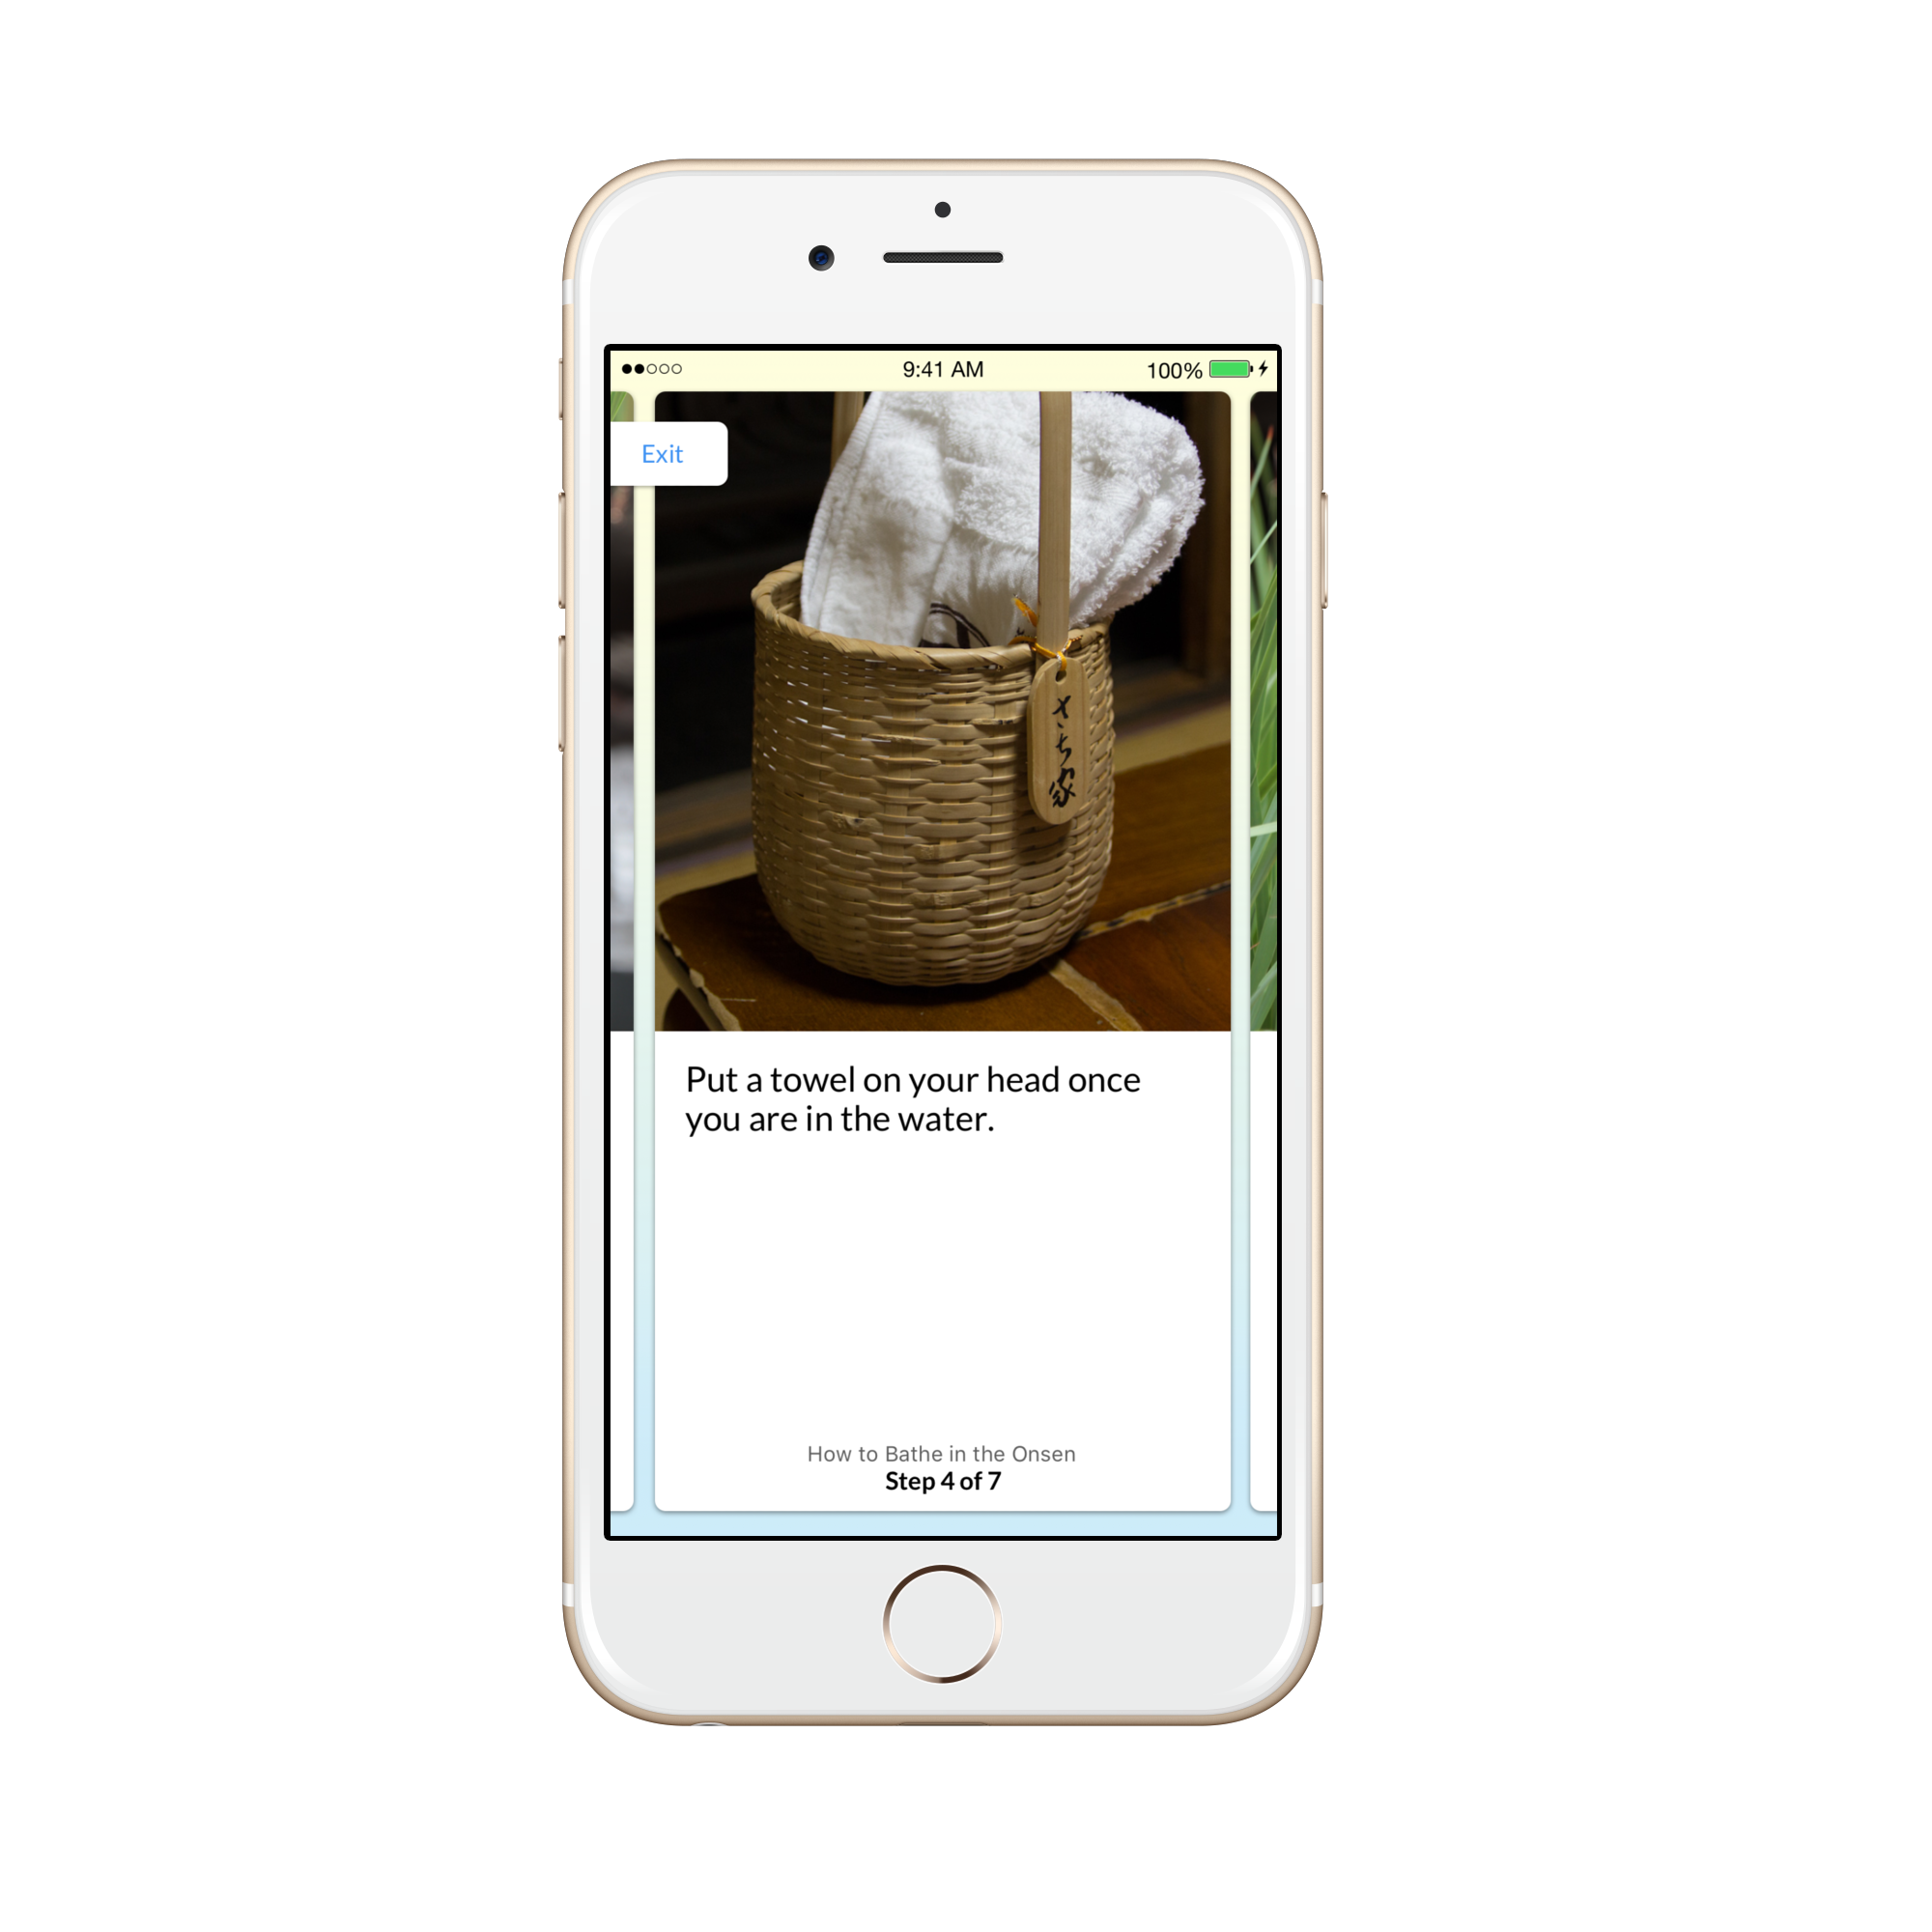 9:41 AM
100%
Exit
さち家
Put a towel on your head once
you are in the water.
How to Bathe in the Onsen
Step 4 of 7